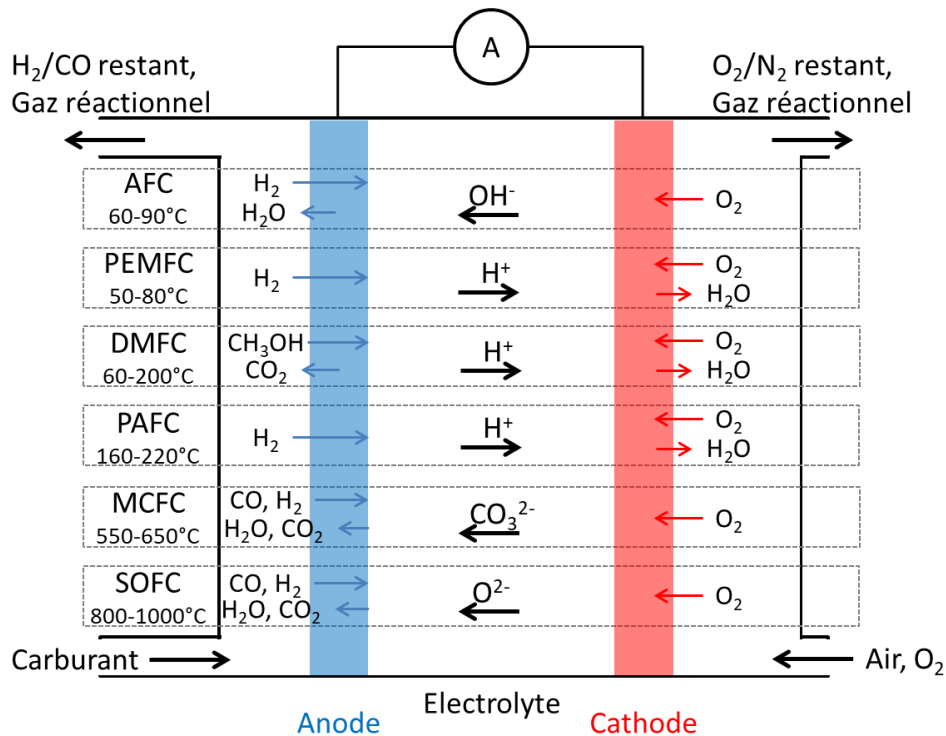 A
H₂/CO restant,
Gaz réactionnel
O₂/N₂ restant,
Gaz réactionnel
AFC
60-90°C
H₂
H₂O
OH⁻
O₂
PEMFC
50-80°C
H₂
H⁺
O₂
H₂O
DMFC
60-200°C
CH₃OH
CO₂
H⁺
O₂
H₂O
PAFC
160-220°C
H₂
H⁺
O₂
H₂O
MCFC
550-650°C
CO, H₂
H₂O, CO₂
CO₃²⁻
O₂
SOFC
800-1000°C
CO, H₂
H₂O, CO₂
O²⁻
O₂
Carburant
Air, O₂
Electrolyte
Anode
Cathode